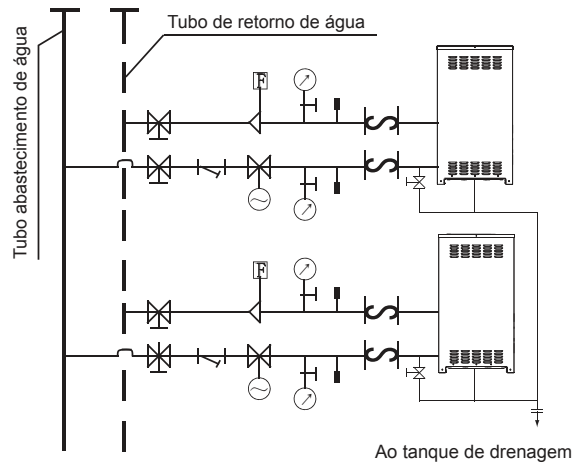 Tubo de retorno de água
Tubo abastecimento de água
F
F
Ao tanque de drenagem